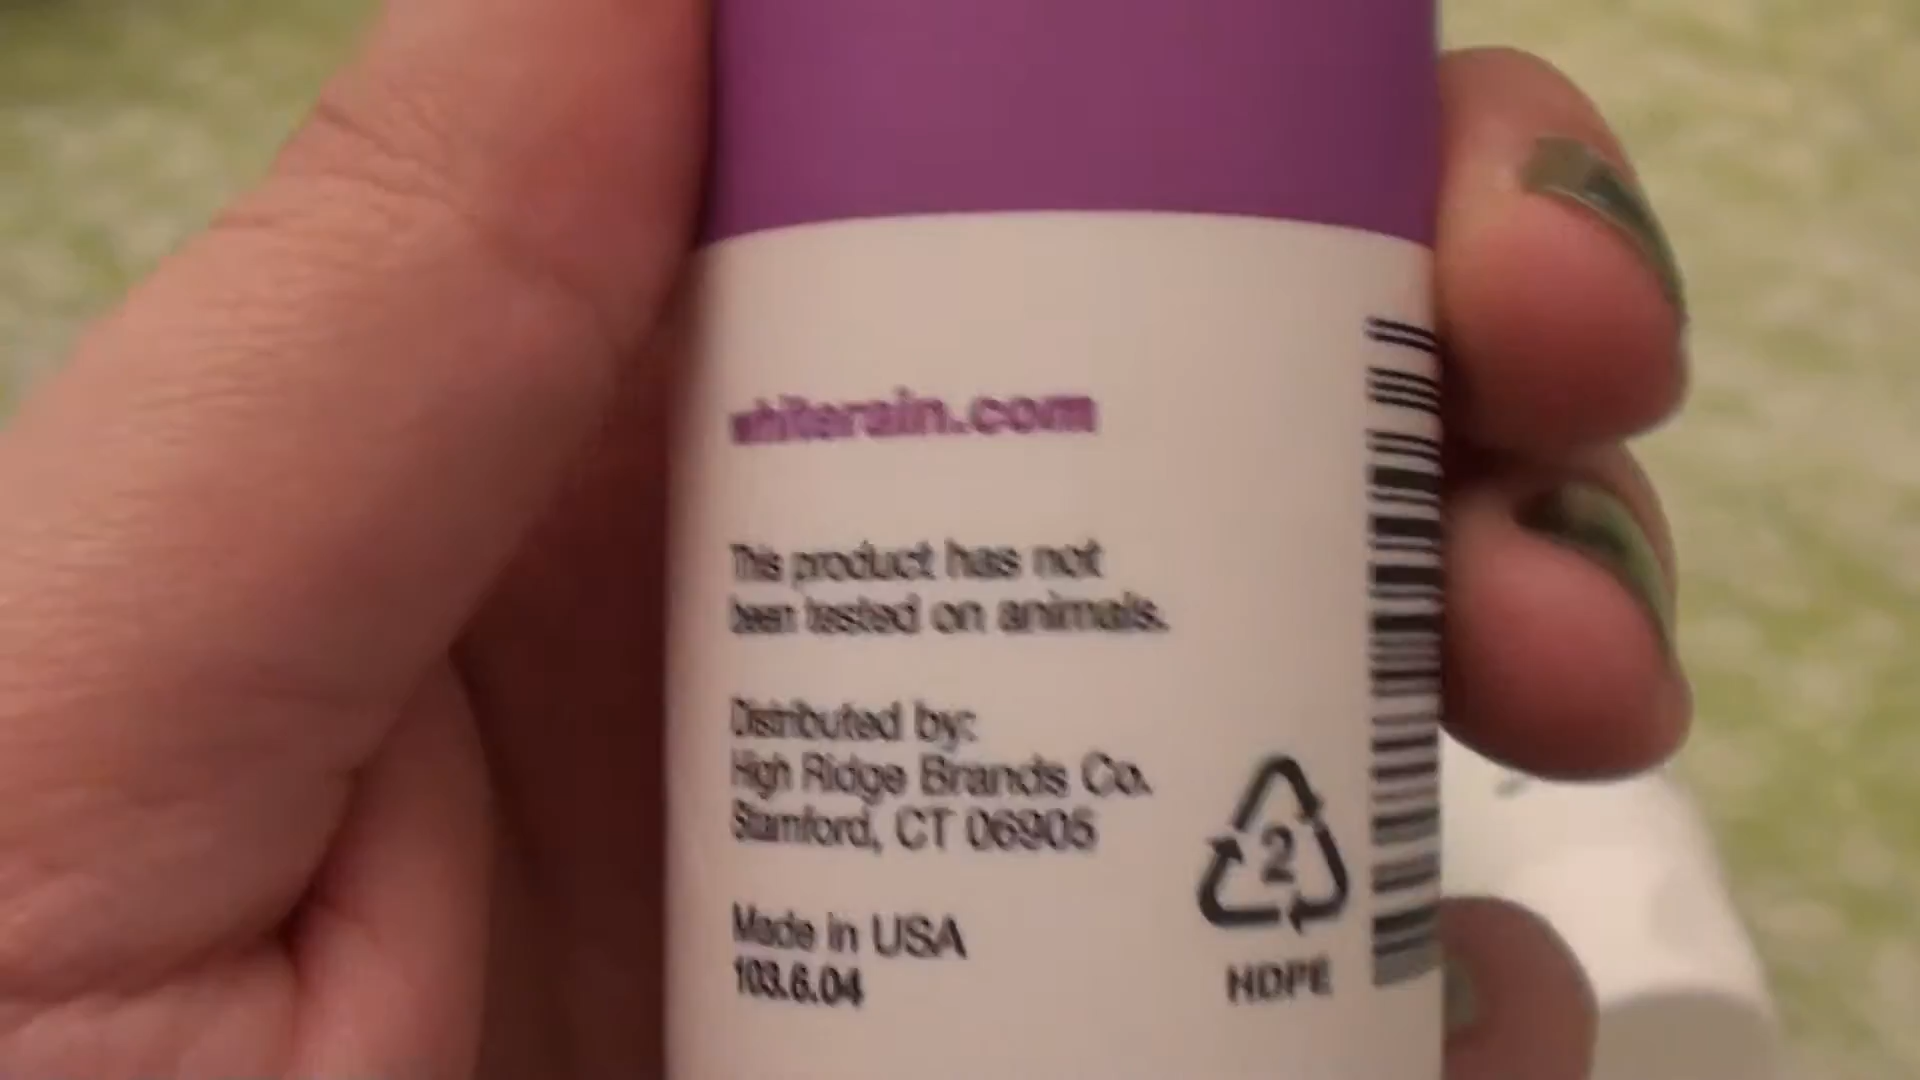 whiterain.com
This product has not
been tested on animals.
Distributed by:
High Ridge Brands Co.
Stamford, CT 06905
Made in USA
103.6.04
2
HDPE